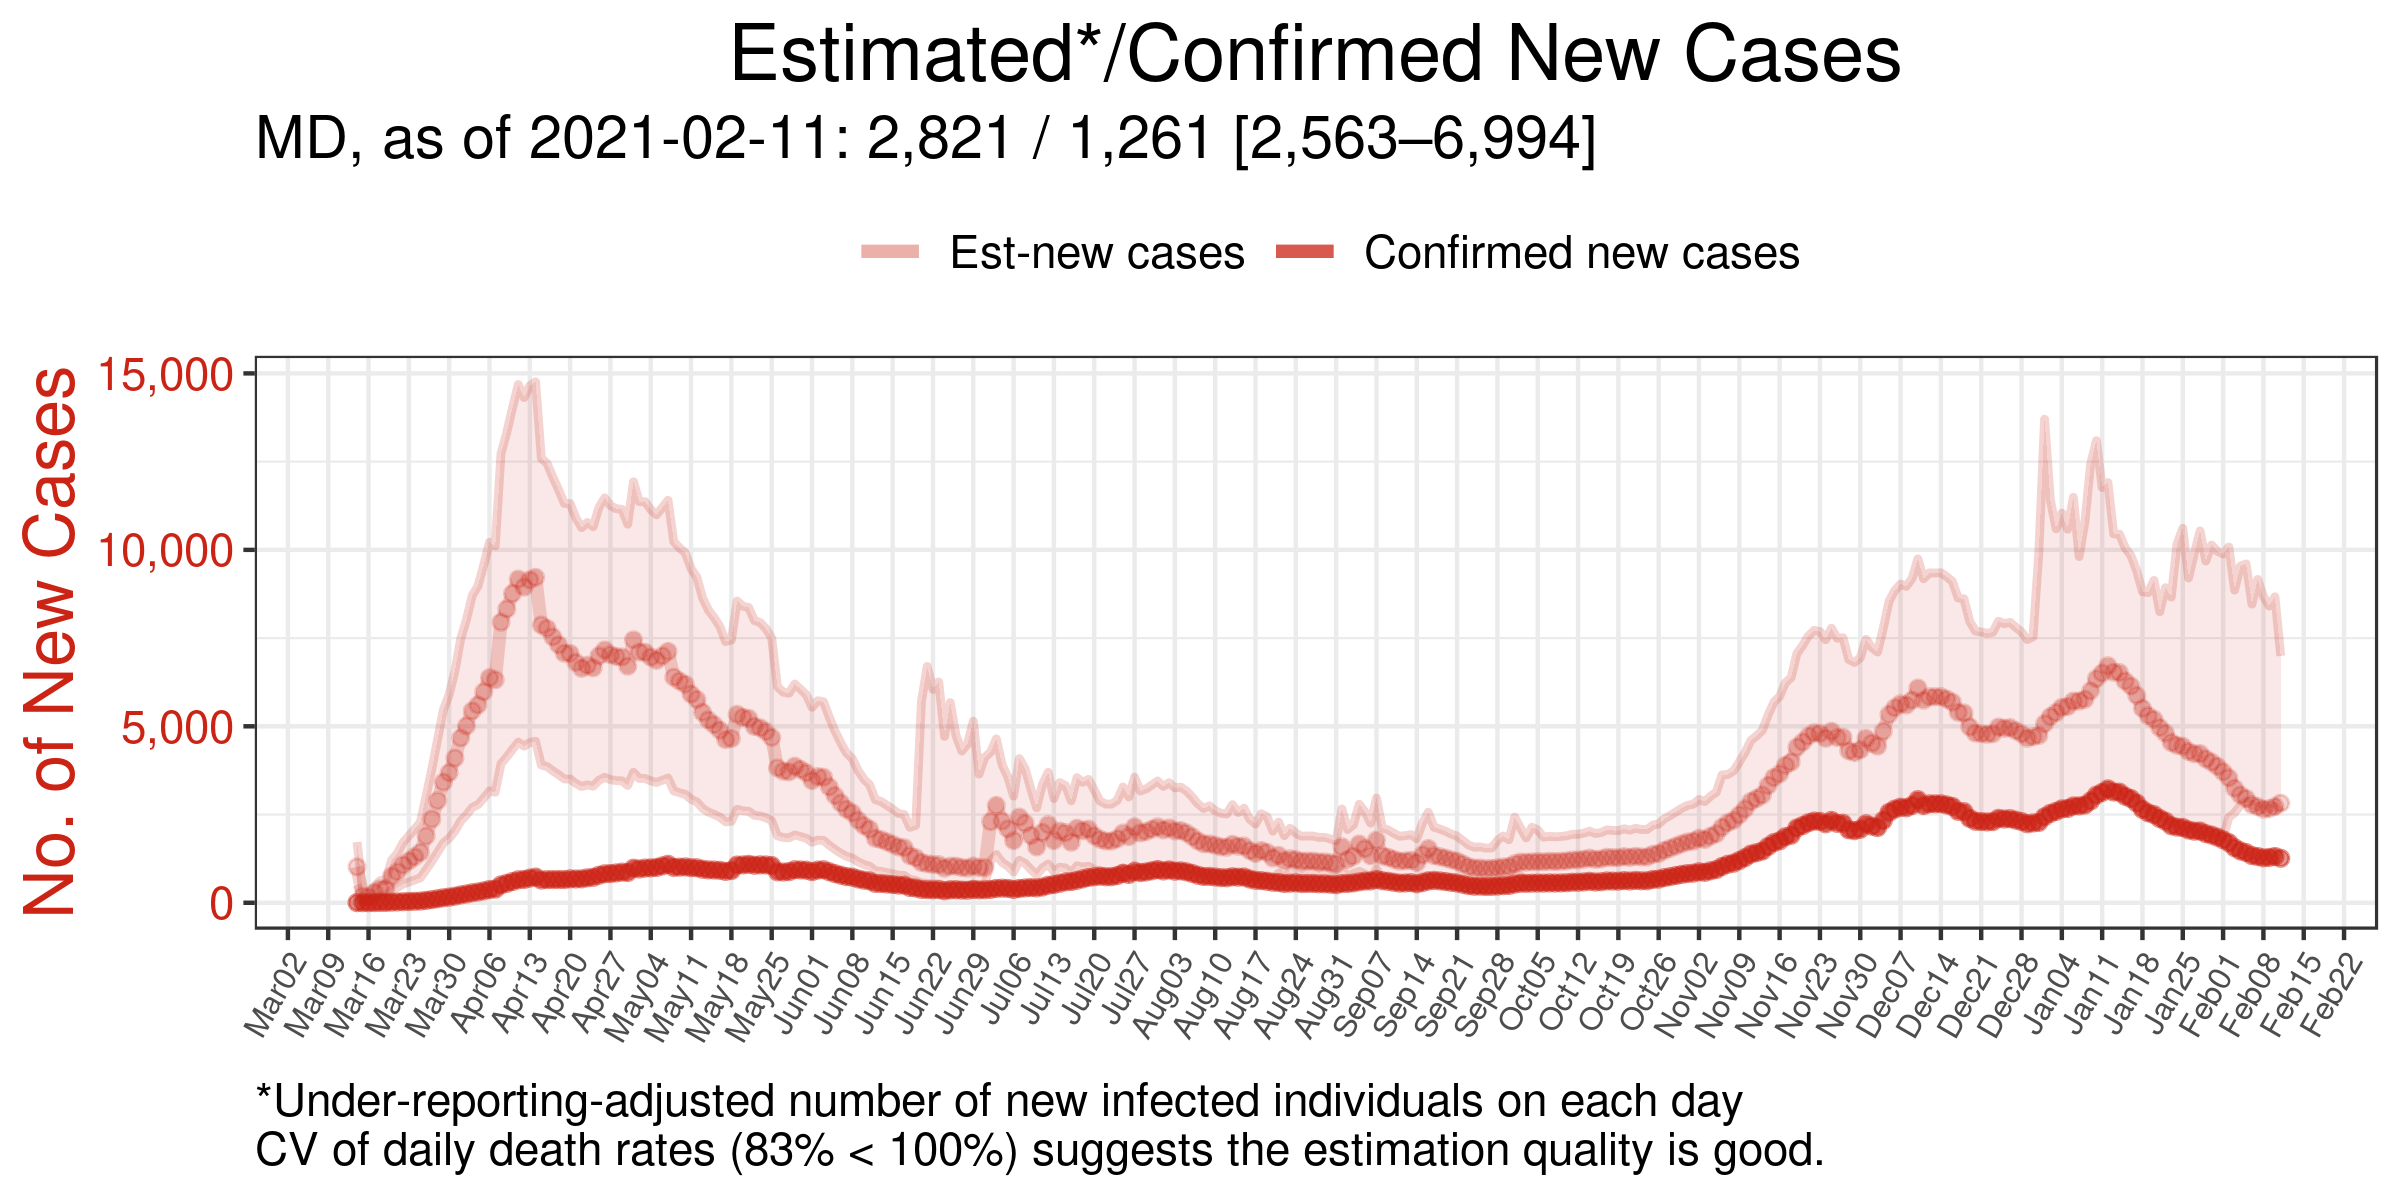 Estimated*/Confirmed New Cases
MD, as of 2021-02-11: 2,821 / 1,261 [2,563–6,994]
Est-new cases
Confirmed new cases
No. of New Cases
15,000
10,000
5,000
0
Mar02
Mar09
Mar16
Mar23
Mar30
Apr06
Apr13
Apr20
Apr27
May04
May11
May18
May25
Jun01
Jun08
Jun15
Jun22
Jun29
Jul06
Jul13
Jul20
Jul27
Aug03
Aug10
Aug17
Aug24
Aug31
Sep07
Sep14
Sep21
Sep28
Oct05
Oct12
Oct19
Oct26
Nov02
Nov09
Nov16
Nov23
Nov30
Dec07
Dec14
Dec21
Dec28
Jan04
Jan11
Jan18
Jan25
Feb01
Feb08
Feb15
Feb22
*Under-reporting-adjusted number of new infected individuals on each day
CV of daily death rates (83% < 100%) suggests the estimation quality is good.